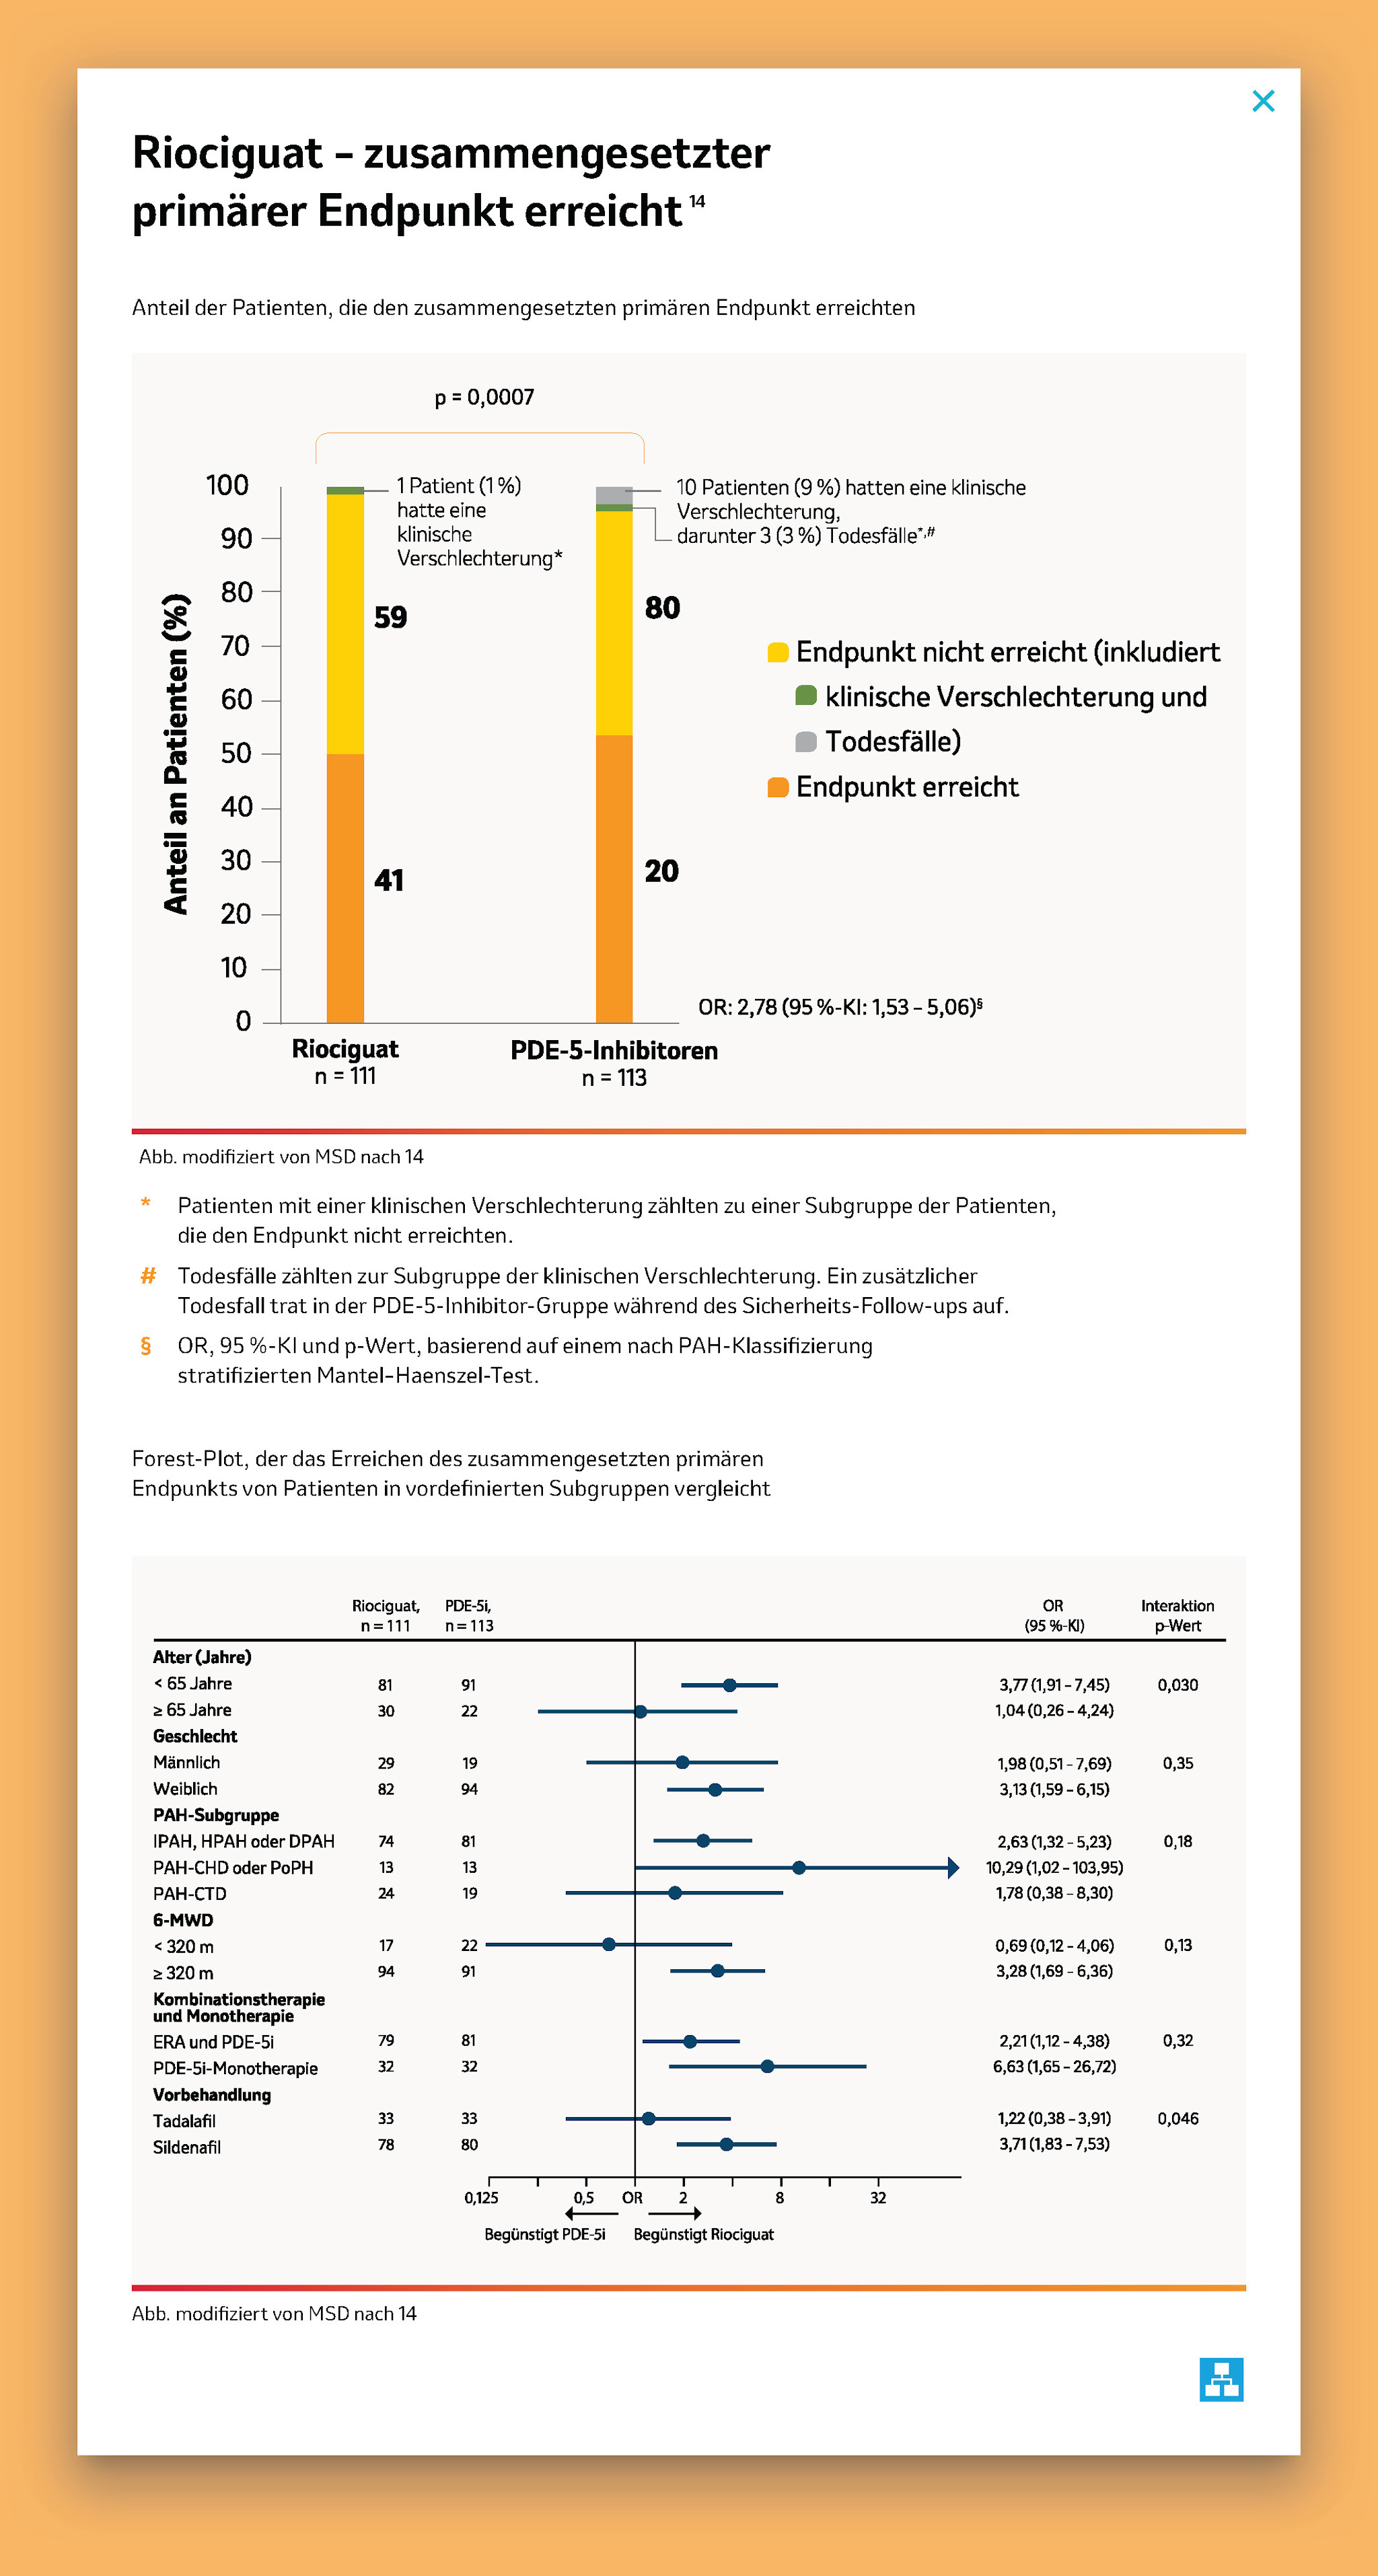 Riociguat – zusammengesetzter
primärer Endpunkt erreicht 14
Anteil der Patienten, die den zusammengesetzten primären Endpunkt erreichten
p = 0,0007
Anteil an Patienten (%)
100
90
80
70
60
50
40
30
20
10
0
1 Patient (1 %)
hatte eine
klinische
Verschlechterung*
10 Patienten (9 %) hatten eine klinische
Verschlechterung,
darunter 3 (3 %) Todesfälle*,#
59
80
41
20
Endpunkt nicht erreicht (inkludiert
klinische Verschlechterung und
Todesfälle)
Endpunkt erreicht
OR: 2,78 (95 %-KI: 1,53 – 5,06)§
Riociguat
n = 111
PDE-5-Inhibitoren
n = 113
Abb. modifiziert von MSD nach 14
* Patienten mit einer klinischen Verschlechterung zählten zu einer Subgruppe der Patienten,
die den Endpunkt nicht erreichten.
# Todesfälle zählten zur Subgruppe der klinischen Verschlechterung. Ein zusätzlicher
Todesfall trat in der PDE-5-Inhibitor-Gruppe während des Sicherheits-Follow-ups auf.
§ OR, 95 %-KI und p-Wert, basierend auf einem nach PAH-Klassifizierung
stratifizierten Mantel-Haenszel-Test.
Forest-Plot, der das Erreichen des zusammengesetzten primären
Endpunkts von Patienten in vordefinierten Subgruppen vergleicht
Riociguat, PDE-5i, OR Interaktion
n = 111 n = 113 (95 %-KI) p-Wert
Alter (Jahre)
< 65 Jahre 81 91 3,77 (1,91 – 7,45) 0,030
≥ 65 Jahre 30 22 1,04 (0,26 – 4,24)
Geschlecht
Männlich 29 19 1,98 (0,51 – 7,69) 0,35
Weiblich 82 94 3,13 (1,59 – 6,15)
PAH-Subgruppe
IPAH, HPAH oder DPAH 74 81 2,63 (1,32 – 5,23) 0,18
PAH-CHD oder PoPH 13 13 10,29 (1,02 – 103,95)
PAH-CTD 24 19 1,78 (0,38 – 8,30)
6-MWD
< 320 m 17 22 0,69 (0,12 – 4,06) 0,13
≥ 320 m 94 91 3,28 (1,69 – 6,36)
Kombinationstherapie
und Monotherapie
ERA und PDE-5i 79 81 2,21 (1,12 – 4,38) 0,32
PDE-5i-Monotherapie 32 32 6,63 (1,65 – 26,72)
Vorbehandlung
Tadalafil 33 33 1,22 (0,38 – 3,91) 0,046
Sildenafil 78 80 3,71 (1,83 – 7,53)
0,125 0,5 OR 2 8 32
Begünstigt PDE-5i Begünstigt Riociguat
Abb. modifiziert von MSD nach 14